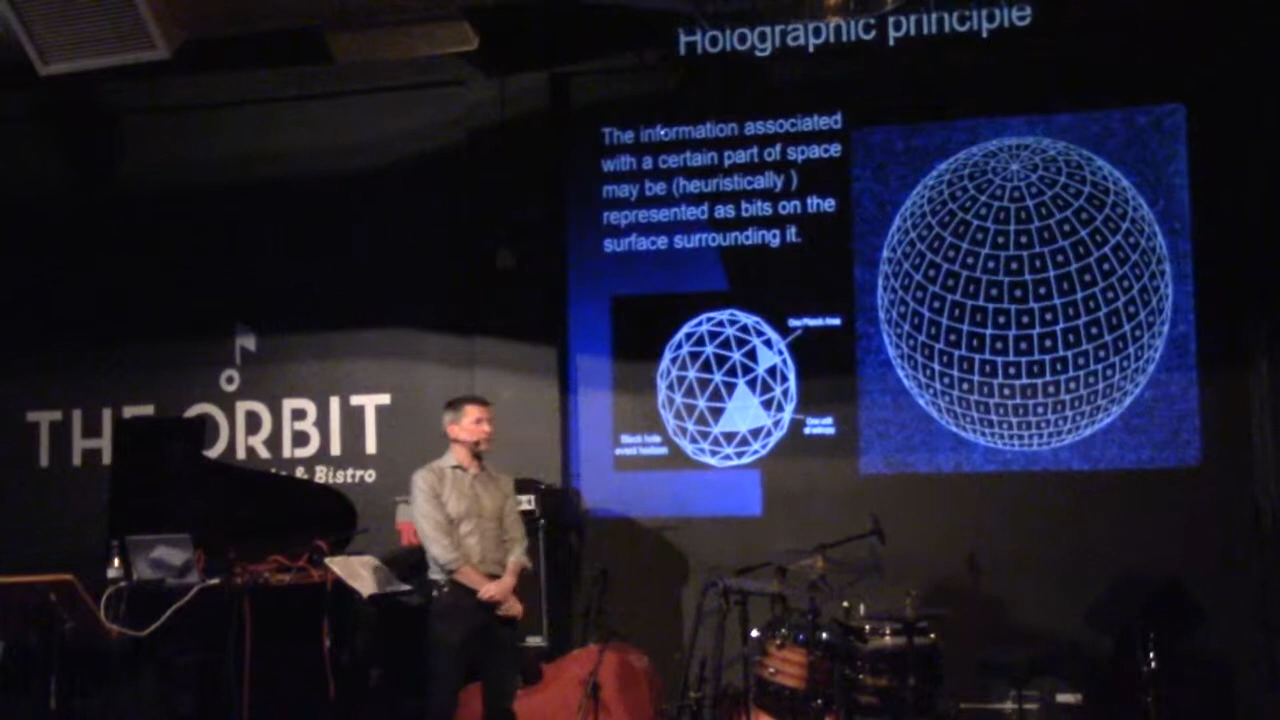 Holographic principle
The information associated
with a certain part of space
may be (heuristically )
represented as bits on the
surface surrounding it.
One Planck Area
One unit
of entropy
Black hole
event horizon
THE ORBIT
& Bistro